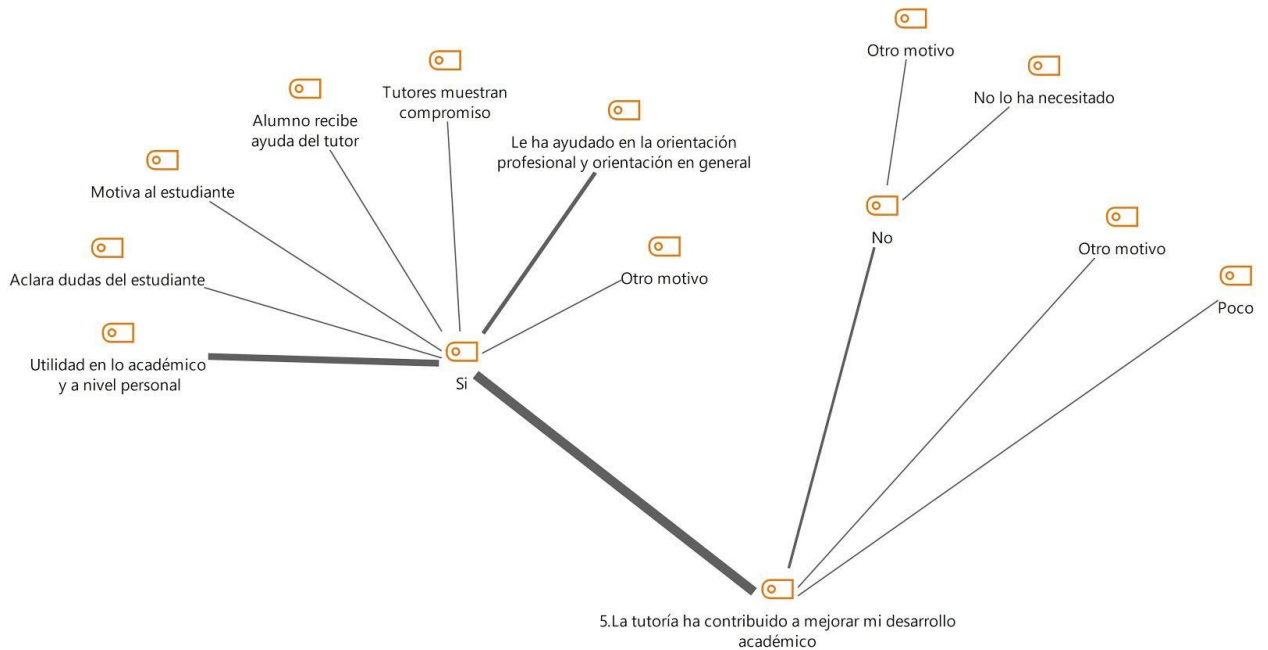 Otro motivo
Tutores muestran
compromiso
No lo ha necesitado
Alumno recibe
ayuda del tutor
Le ha ayudado en la orientación
profesional y orientación en general
Motiva al estudiante
No
Otro motivo
Aclara dudas del estudiante
Otro motivo
Poco
Utilidad en lo académico
y a nivel personal
Si
5.La tutoría ha contribuido a mejorar mi desarrollo
académico